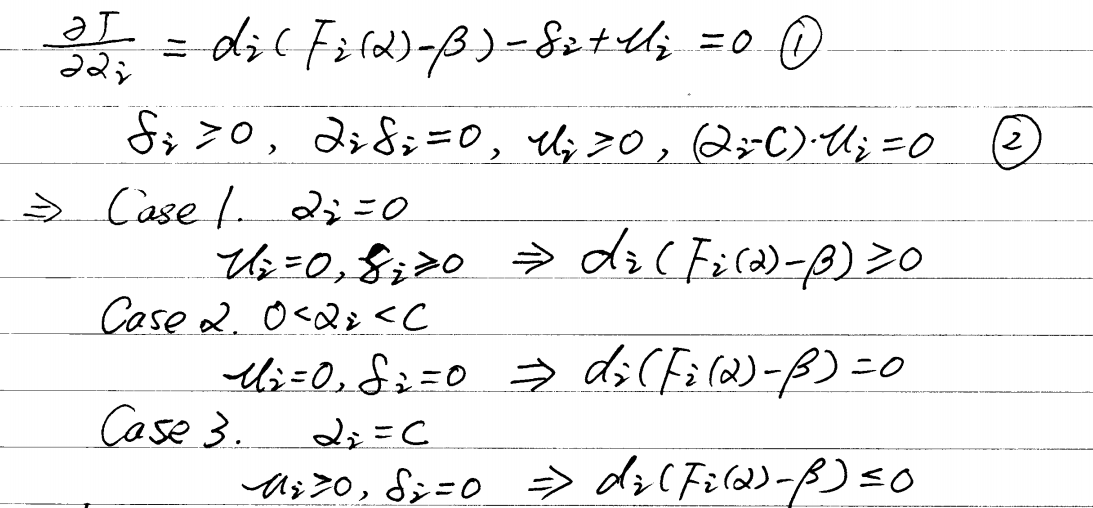 ∂J/∂α_i = d_i(F_i(α)-β)-δ_i+u_i = 0 ①
δ_i ≥ 0, α_iδ_i = 0, u_i ≥ 0, (α_i-C)·u_i = 0 ②
⇒ Case 1. α_i = 0
u_i = 0, δ_i ≥ 0 ⇒ d_i(F_i(α)-β) ≥ 0
Case 2. 0<α_i<C
u_i = 0, δ_i = 0 ⇒ d_i(F_i(α)-β) = 0
Case 3. α_i = C
u_i ≥ 0, δ_i = 0 ⇒ d_i(F_i(α)-β) ≤ 0